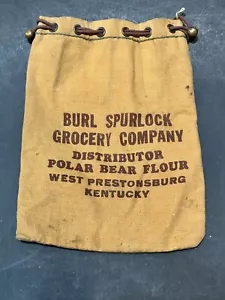 BURL SPURLOCK
GROCERY COMPANY
DISTRIBUTOR
POLAR BEAR FLOUR
WEST PRESTONSBURG
KENTUCKY